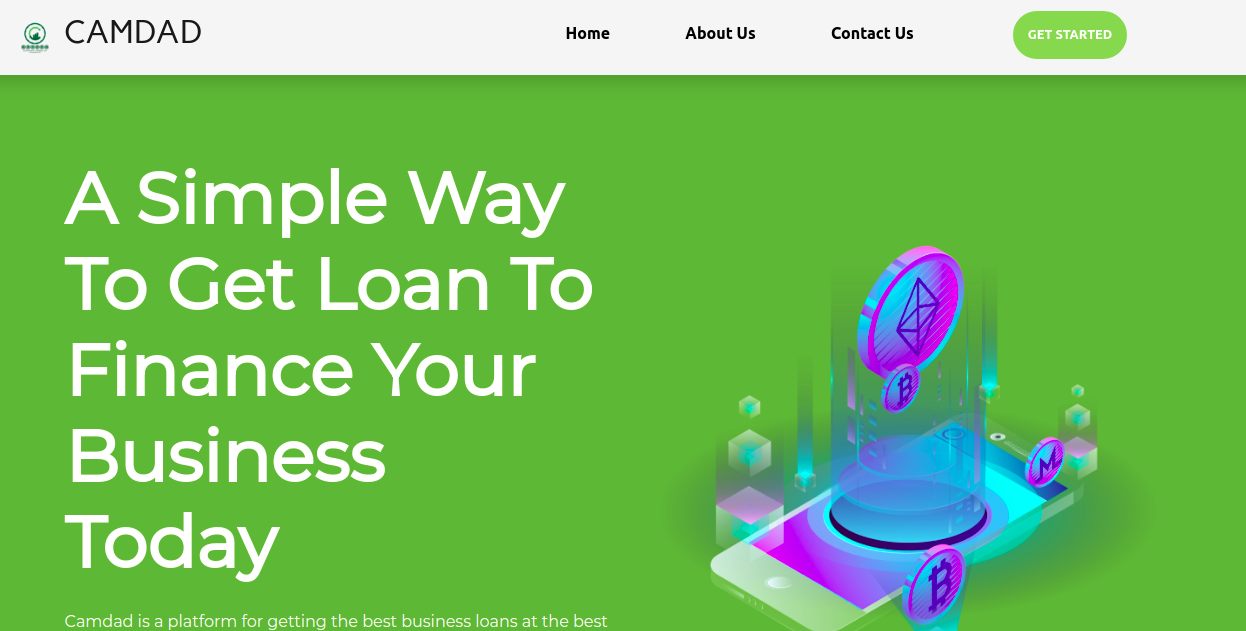 CAMDAD
Home
About Us
Contact Us
GET STARTED
A Simple Way
To Get Loan To
Finance Your
Business
Today
Camdad is a platform for getting the best business loans at the best